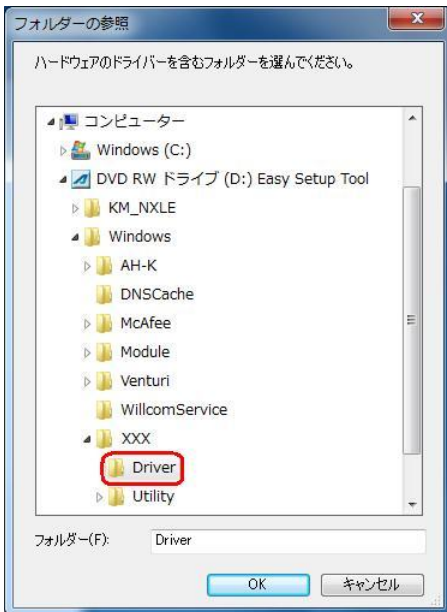 フォルダーの参照
ハードウェアのドライバーを含むフォルダーを選んでください。
コンピューター
Windows (C:)
DVD RW ドライブ (D:) Easy Setup Tool
KM_NXLE
Windows
AH-K
DNSCache
McAfee
Module
Venturi
WillcomService
XXX
Driver
Utility
フォルダー(F): Driver
OK キャンセル